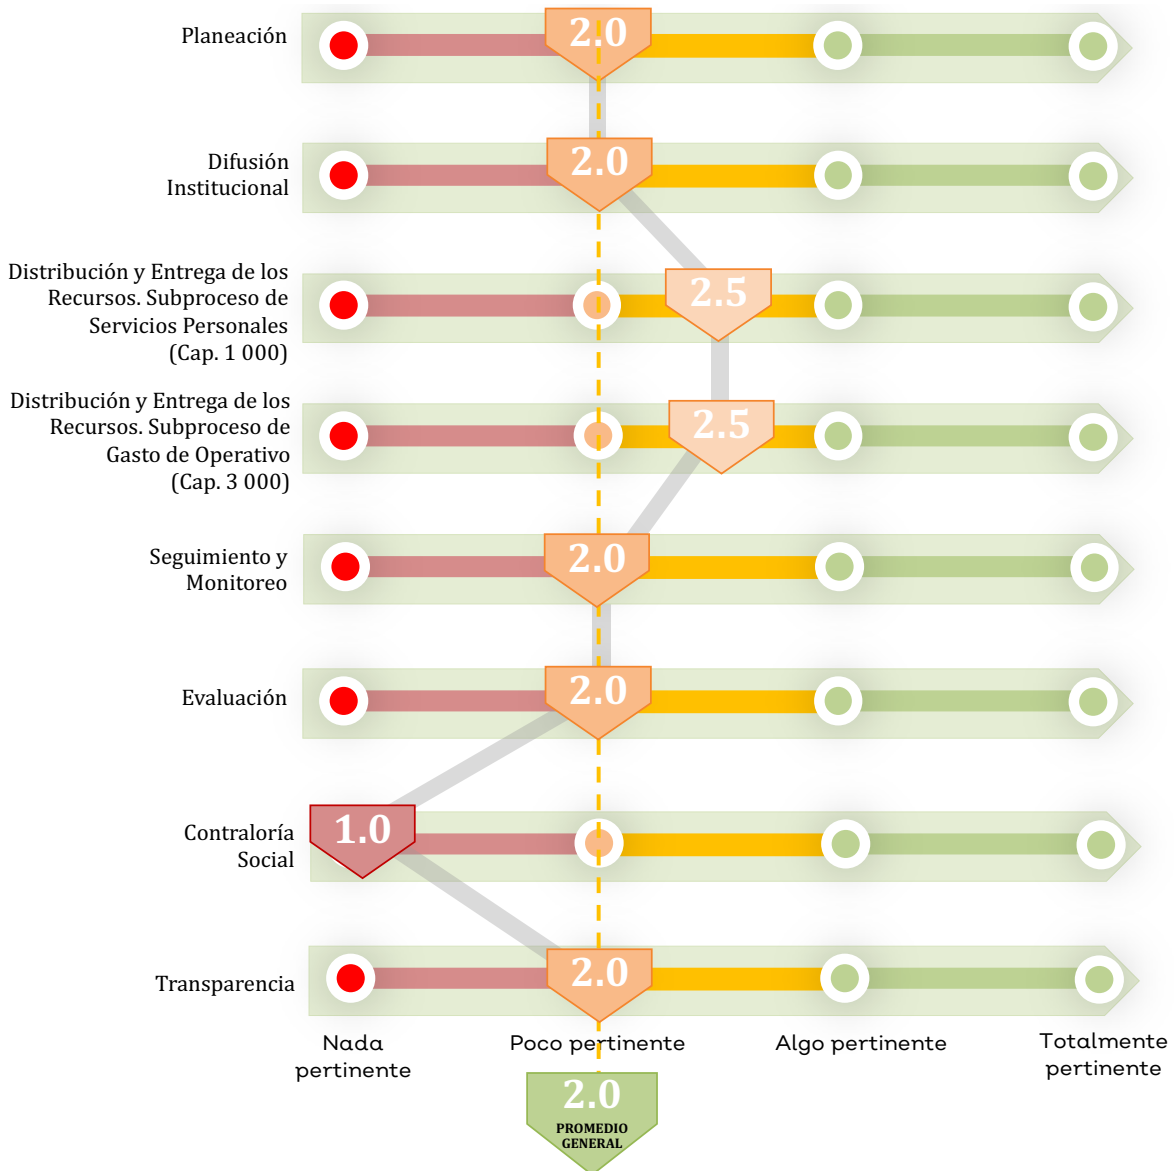 Planeación
2.0
Difusión
Institucional
2.0
Distribución y Entrega de los
Recursos. Subproceso de
Servicios Personales
(Cap. 1 000)
2.5
Distribución y Entrega de los
Recursos. Subproceso de
Gasto de Operativo
(Cap. 3 000)
2.5
Seguimiento y
Monitoreo
2.0
Evaluación
2.0
Contraloría
Social
1.0
Transparencia
2.0
Nada
pertinente
Poco pertinente
Algo pertinente
Totalmente
pertinente
2.0
PROMEDIO
GENERAL